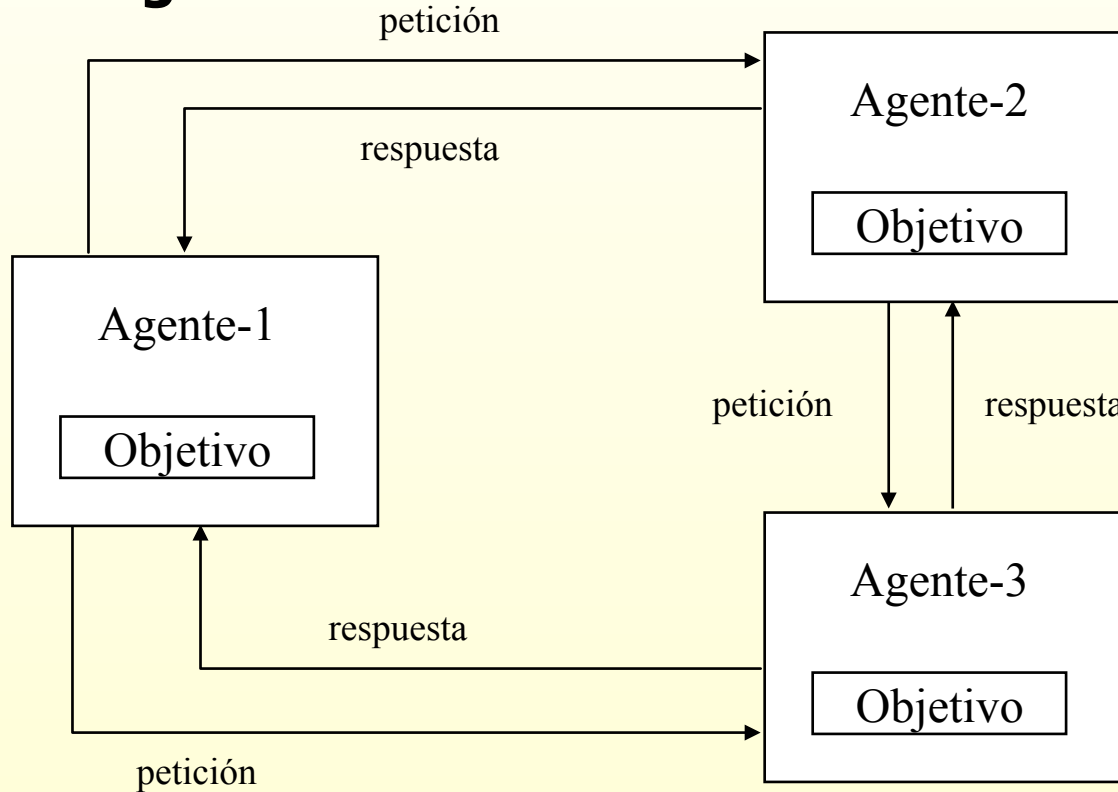 petición
Agente-2
respuesta
Objetivo
Agente-1
petición
respuesta
Objetivo
Agente-3
respuesta
Objetivo
petición